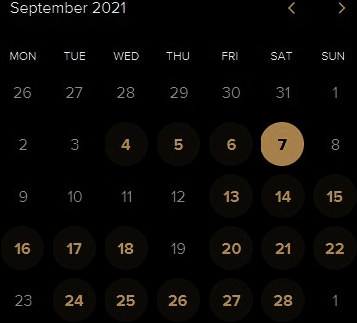 September 2021 < >
MON TUE WED THU FRI SAT SUN
26 27 28 29 30 31 1
2 3 4 5 6 7 8
9 10 11 12 13 14 15
16 17 18 19 20 21 22
23 24 25 26 27 28 1